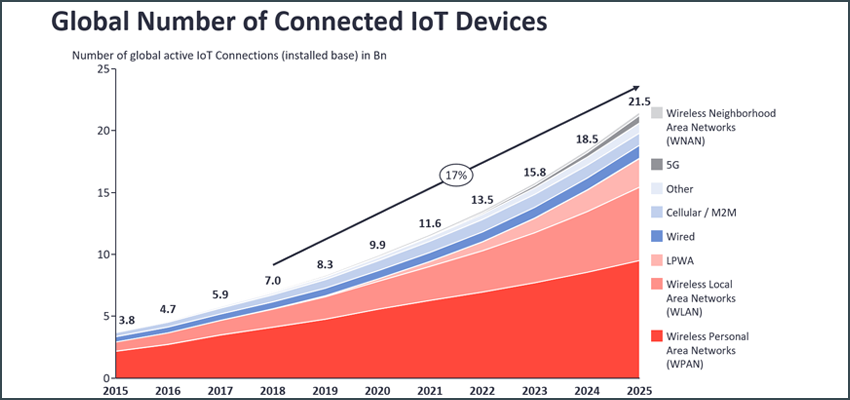 Global Number of Connected IoT Devices
Number of global active IoT Connections (installed base) in Bn
25
20
15
10
5
0
3.8
4.7
5.9
7.0
8.3
9.9
11.6
13.5
15.8
18.5
21.5
17%
2015
2016
2017
2018
2019
2020
2021
2022
2023
2024
2025
Wireless Neighborhood
Area Networks
(WNAN)
5G
Other
Cellular / M2M
Wired
LPWA
Wireless Local
Area Networks
(WLAN)
Wireless Personal
Area Networks
(WPAN)